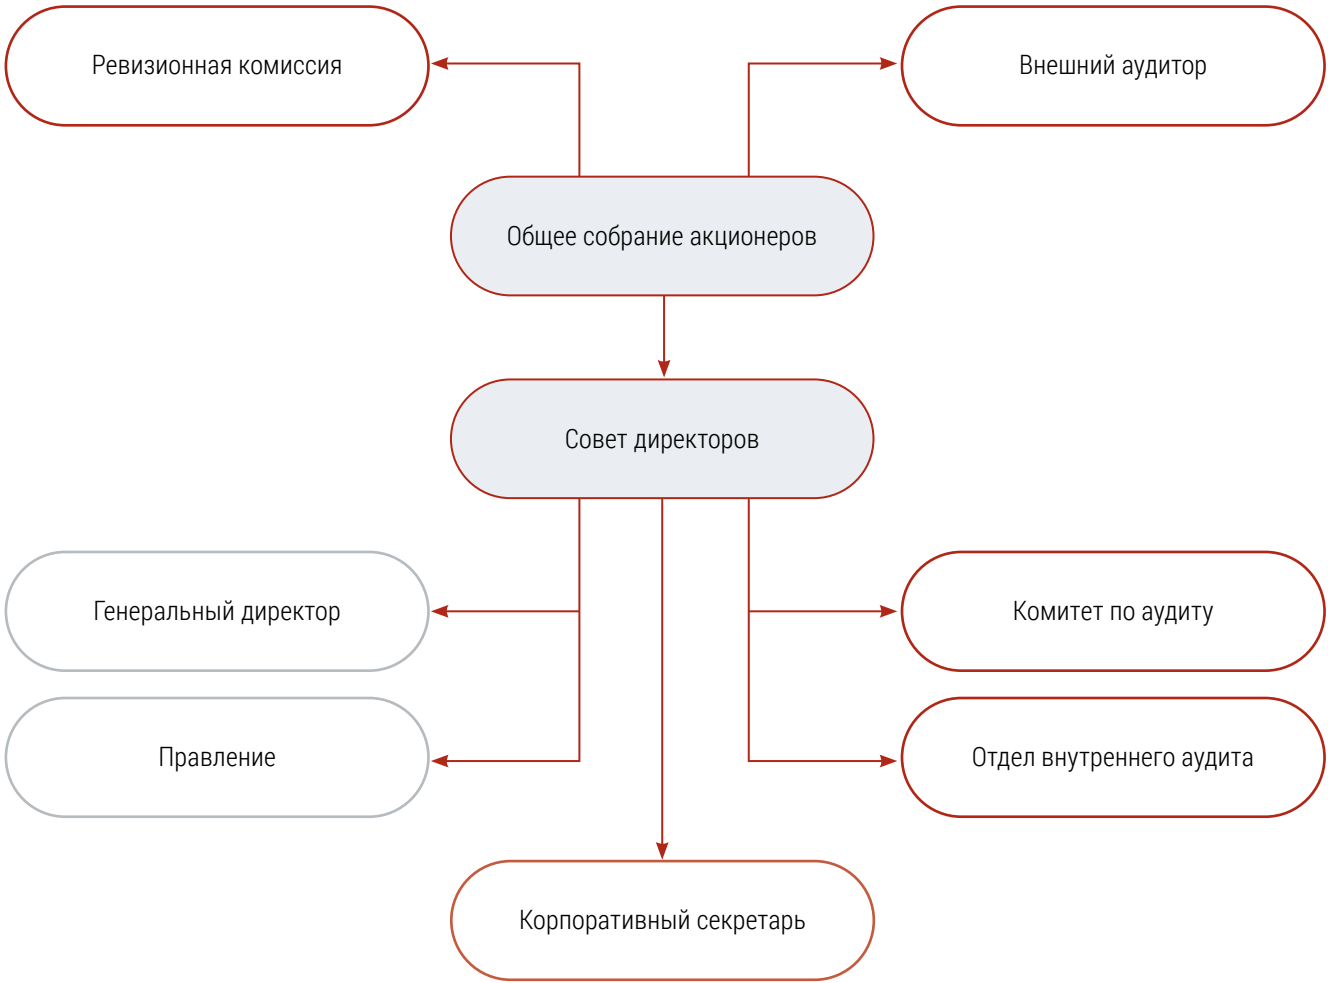 Ревизионная комиссия
Внешний аудитор
Общее собрание акционеров
Совет директоров
Генеральный директор
Комитет по аудиту
Правление
Отдел внутреннего аудита
Корпоративный секретарь